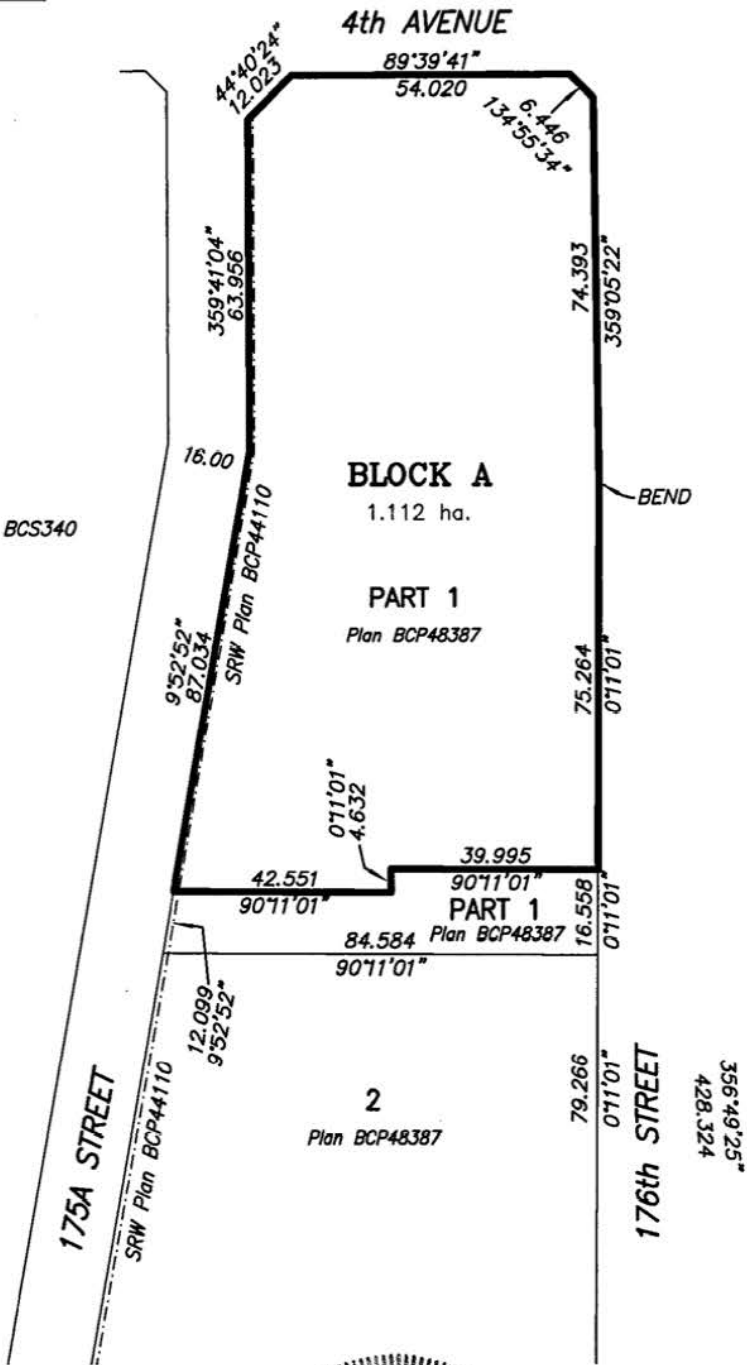 4th AVENUE
44°40'24"
12.023
89°39'41"
54.020
6.446
134°55'34"
359°41'04"
63.956
74.393
359°05'22"
16.00
BLOCK A
1.112 ha.
BEND
BCS340
SRW Plan BCP44110
PART 1
Plan BCP48387
9°52'52"
87.034
75.264
0°11'01"
0°11'01"
4.632
42.551
90°11'01"
39.995
90°11'01"
PART 1
Plan BCP48387
16.558
0°11'01"
84.584
90°11'01"
12.099
9°52'52"
175A STREET
SRW Plan BCP44110
2
Plan BCP48387
79.266
0°11'01"
176th STREET
356°49'25"
428.324